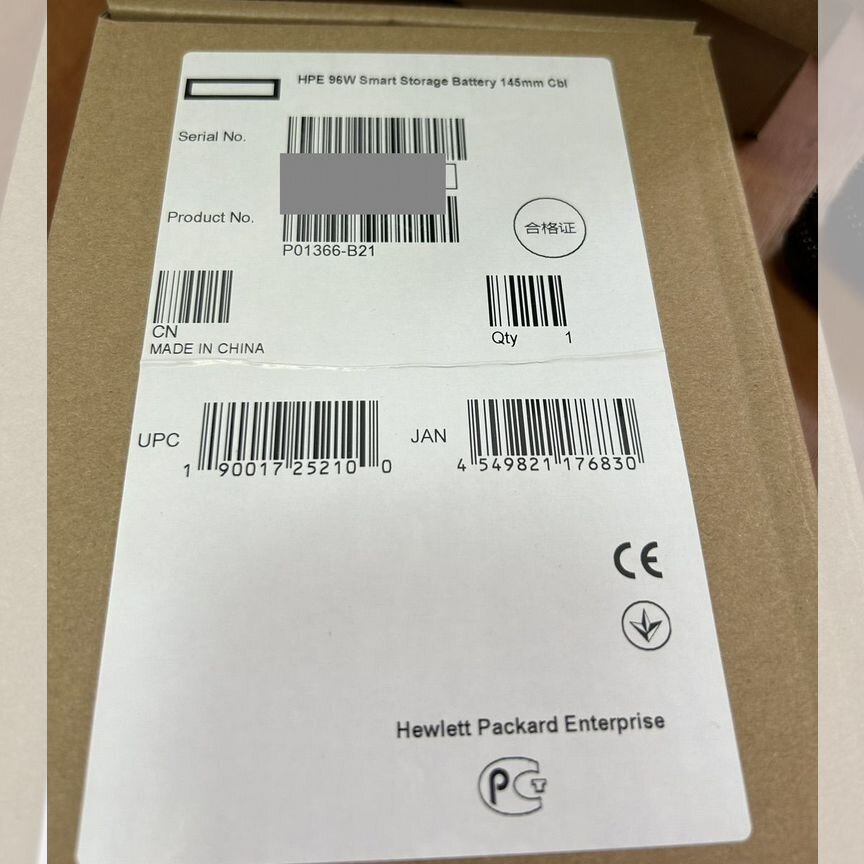 HPE 96W Smart Storage Battery 145mm Cbl
Serial No.
Product No.
P01366-B21
合格证
CN
MADE IN CHINA
Qty 1
UPC
1 90017 25210 0
JAN
4 549821 176830
CE
Hewlett Packard Enterprise
PCT